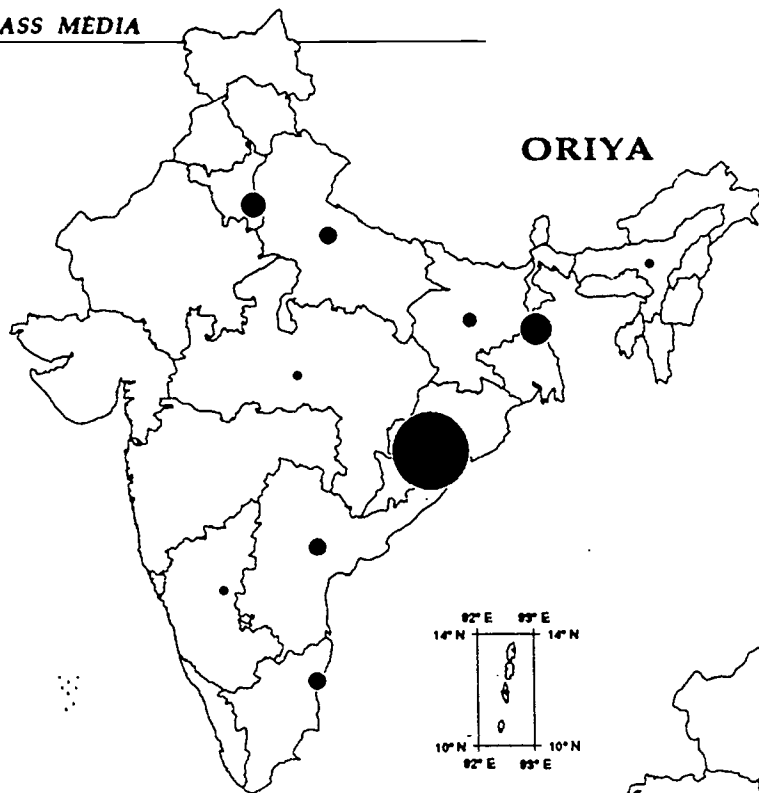 ASS MEDIA
ORIYA
92° E 93° E
14° N 14° N
10° N 10° N
92° E 93° E